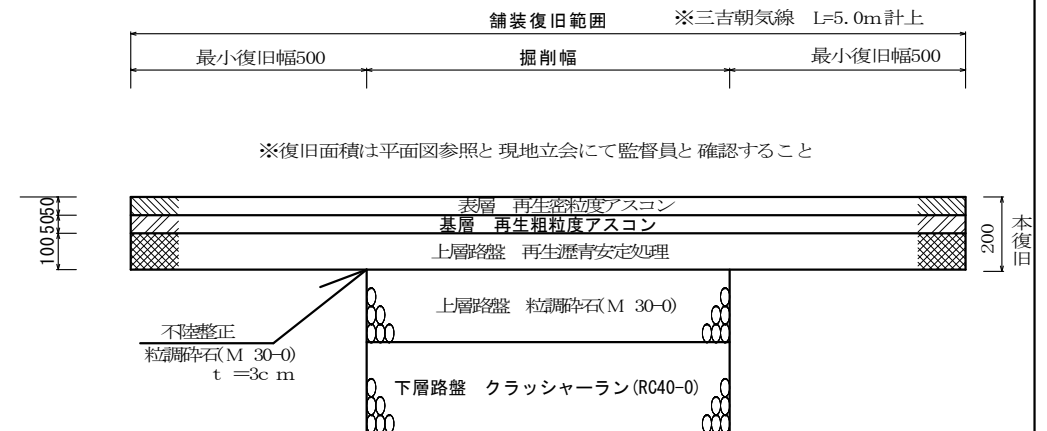 舗装復旧範囲 ※三吉朝気線 L=5.0m計上
最小復旧幅500 掘削幅 最小復旧幅500
※復旧面積は平面図参照と現地立会にて監督員と確認すること
50
表層 再生密粒度アスコン
50
基層 再生粗粒度アスコン
100
上層路盤 再生瀝青安定処理
200
本復旧
上層路盤 粒調砕石(M 30-0)
不陸整正
粒調砕石(M 30-0)
t =3cm
下層路盤 クラッシャーラン(RC40-0)